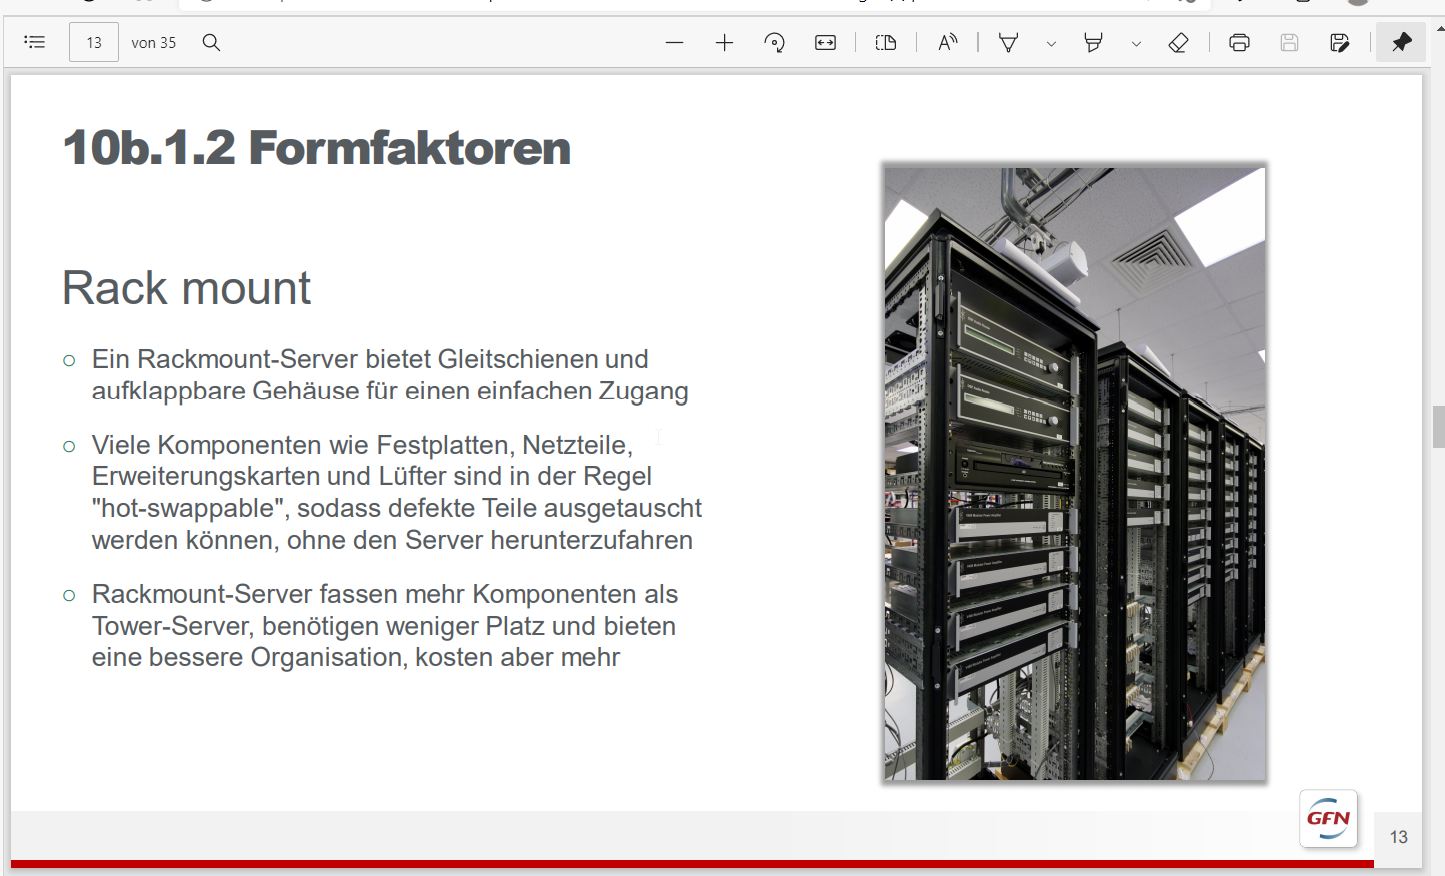 13 von 35
10b.1.2 Formfaktoren
Rack mount
Ein Rackmount-Server bietet Gleitschienen und
aufklappbare Gehäuse für einen einfachen Zugang
Viele Komponenten wie Festplatten, Netzteile,
Erweiterungskarten und Lüfter sind in der Regel
"hot-swappable", sodass defekte Teile ausgetauscht
werden können, ohne den Server herunterzufahren
Rackmount-Server fassen mehr Komponenten als
Tower-Server, benötigen weniger Platz und bieten
eine bessere Organisation, kosten aber mehr
GFN
13